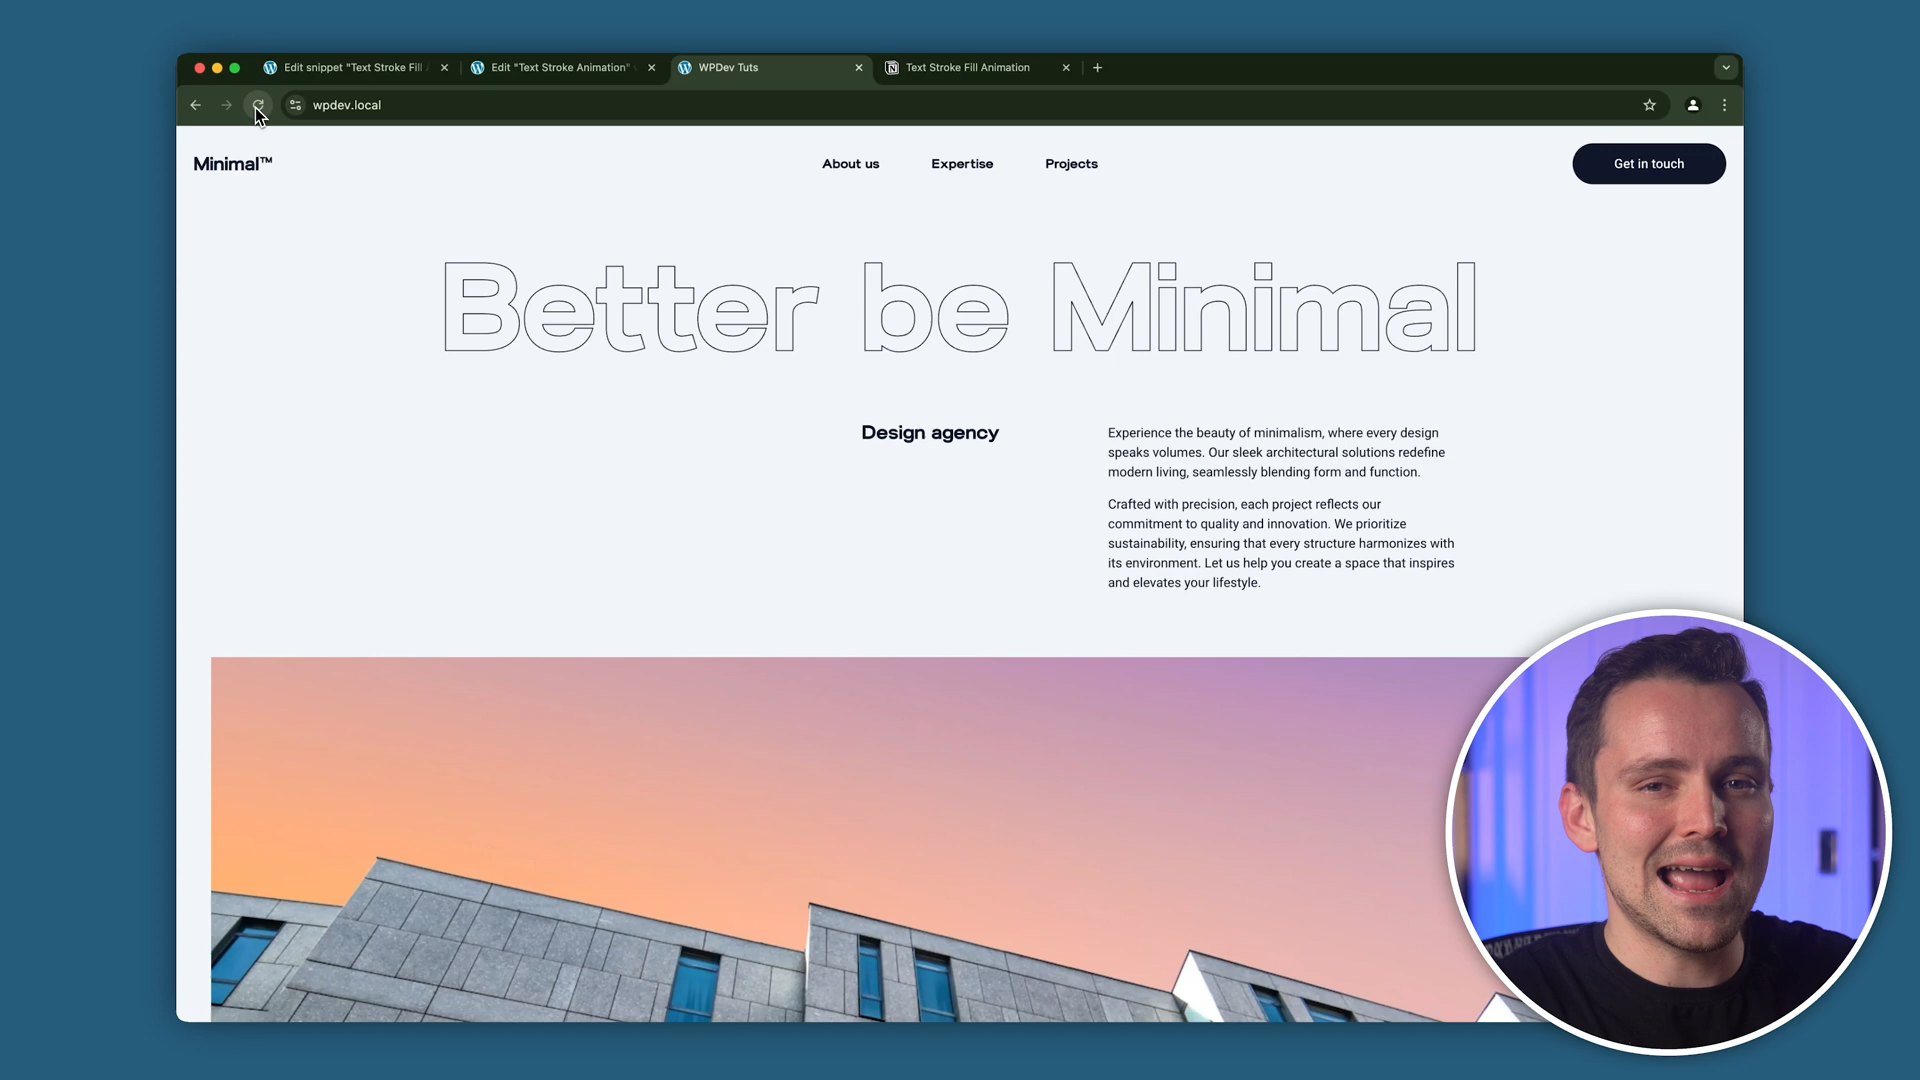 Edit snippet "Text Stroke Fill
Edit "Text Stroke Animation"
WPDev Tuts
Text Stroke Fill Animation
wpdev.local
Minimal™
About us
Expertise
Projects
Get in touch
Better be Minimal
Design agency
Experience the beauty of minimalism, where every design
speaks volumes. Our sleek architectural solutions redefine
modern living, seamlessly blending form and function.
Crafted with precision, each project reflects our
commitment to quality and innovation. We prioritize
sustainability, ensuring that every structure harmonizes with
its environment. Let us help you create a space that inspires
and elevates your lifestyle.